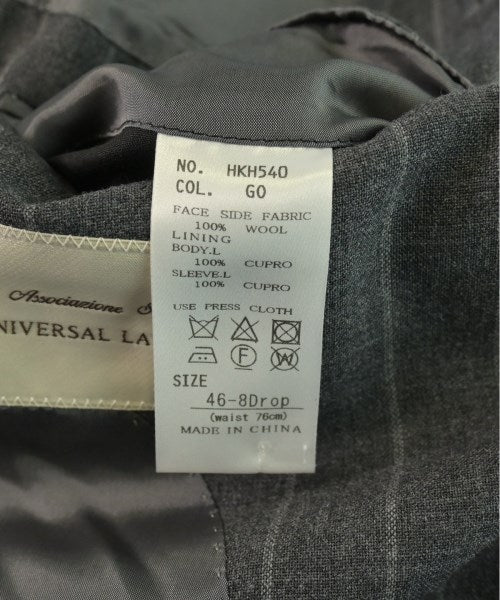 NO. HKH540
COL. GO
FACE SIDE FABRIC
100% WOOL
LINING
BODY.L
100% CUPRO
SLEEVE.L
100% CUPRO
USE PRESS CLOTH
F W
SIZE
46-8Drop
(waist 76cm)
MADE IN CHINA
Associazione
NIVERSAL LA